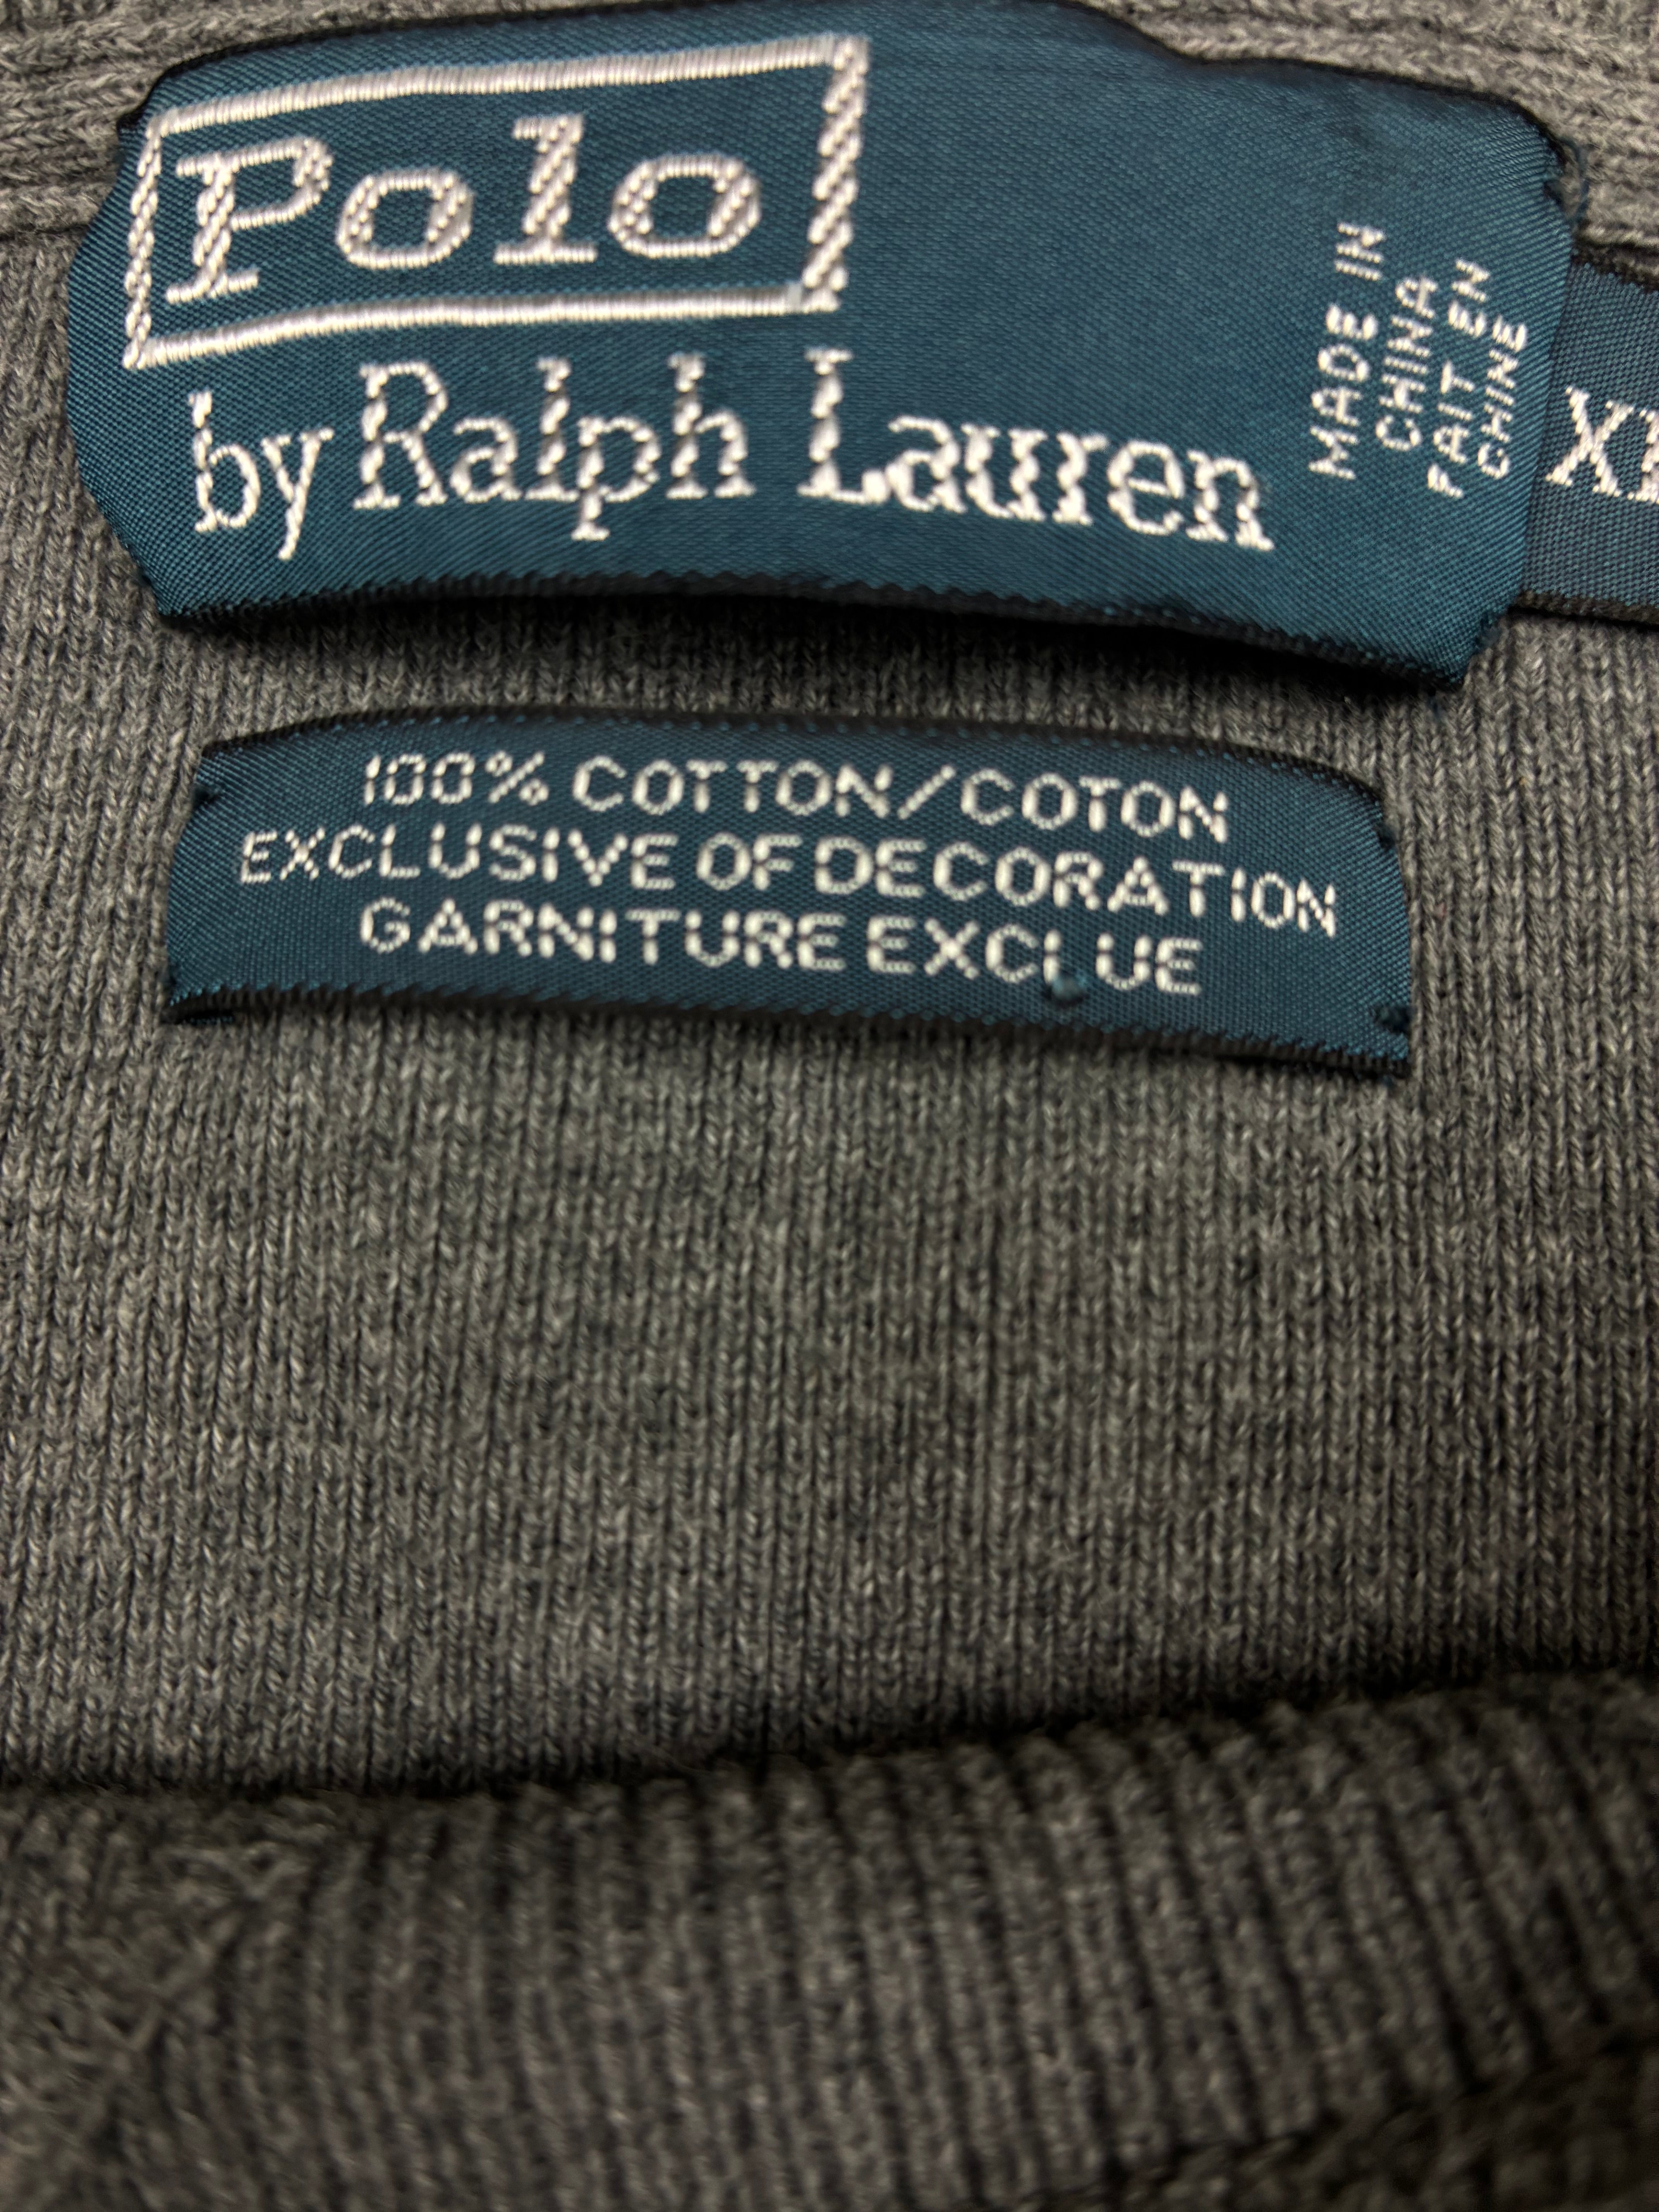 Polo
by Ralph Lauren
MADE IN
CHINA
FAIT EN
CHINE
100% COTTON/COTON
EXCLUSIVE OF DECORATION
GARNITURE EXCLUE